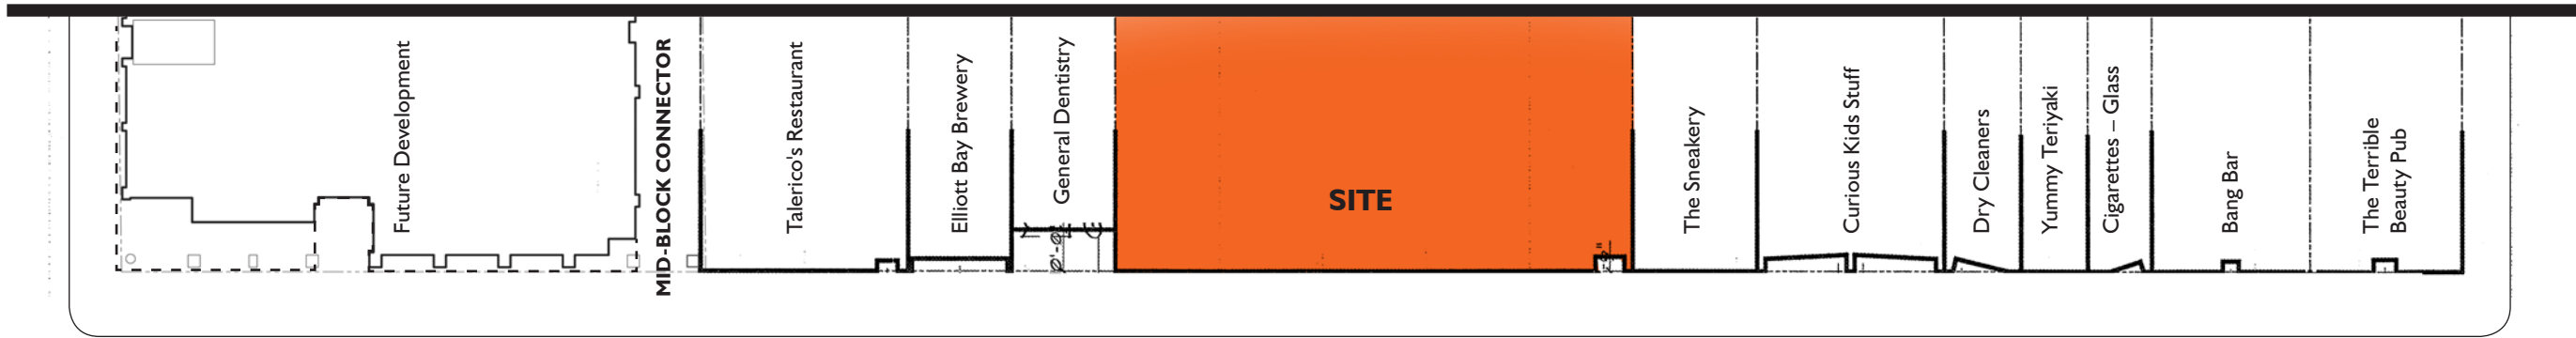 Future Development
MID-BLOCK CONNECTOR
Talerico's Restaurant
Elliott Bay Brewery
General Dentistry
SITE
The Sneakery
Curious Kids Stuff
Dry Cleaners
Yummy Teriyaki
Cigarettes – Glass
Bang Bar
The Terrible
Beauty Pub